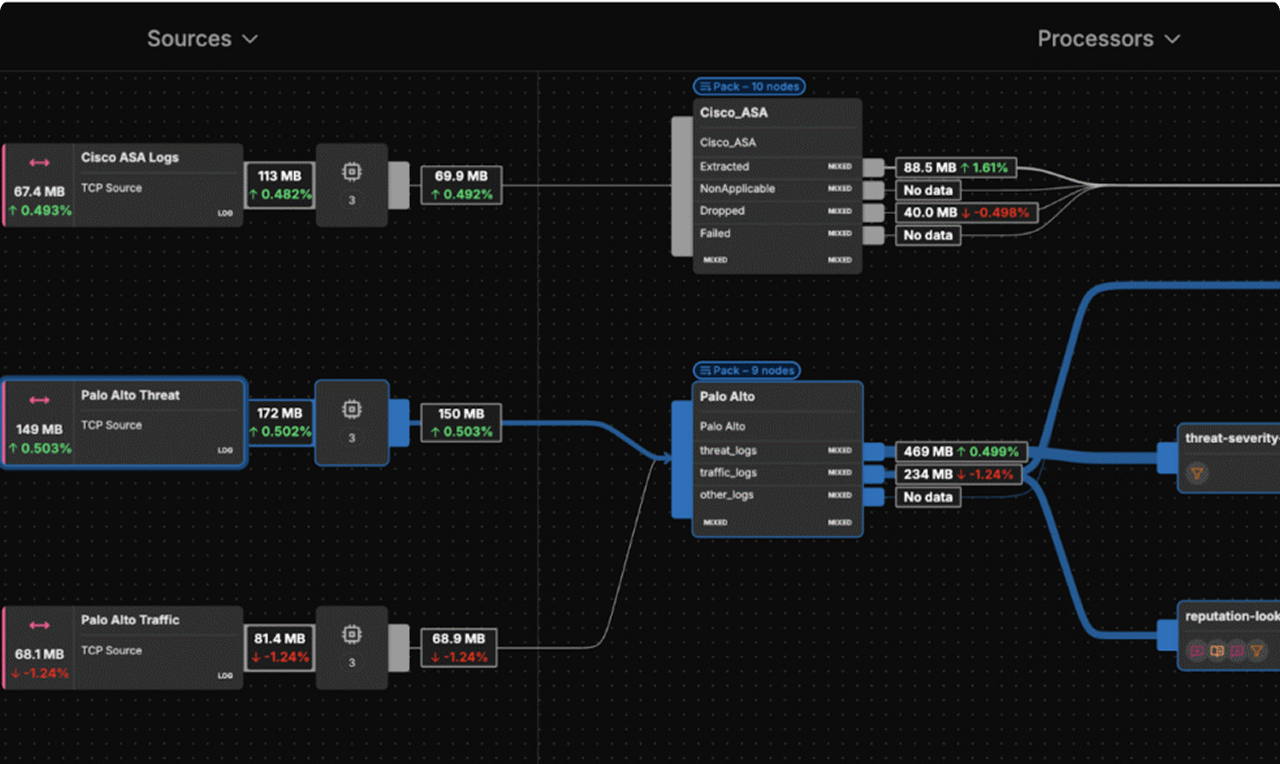 Sources
Processors
Pack – 10 nodes
Cisco_ASA
Cisco_ASA
Extracted MIXED
88.5 MB ↑ 1.61%
NonApplicable MIXED
No data
Dropped MIXED
40.0 MB ↓ -0.498%
Failed MIXED
No data
MIXED MIXED
Cisco ASA Logs
TCP Source
67.4 MB
↑ 0.493%
LOG
113 MB
↑ 0.482%
3
69.9 MB
↑ 0.492%
Pack – 9 nodes
Palo Alto
Palo Alto
threat_logs MIXED
469 MB ↑ 0.499%
traffic_logs MIXED
234 MB ↓ -1.24%
other_logs MIXED
No data
MIXED MIXED
Palo Alto Threat
TCP Source
149 MB
↑ 0.503%
LOG
172 MB
↑ 0.502%
3
150 MB
↑ 0.503%
threat-severity-
Palo Alto Traffic
TCP Source
68.1 MB
↓ -1.24%
LOG
81.4 MB
↓ -1.24%
3
68.9 MB
↓ -1.24%
reputation-look